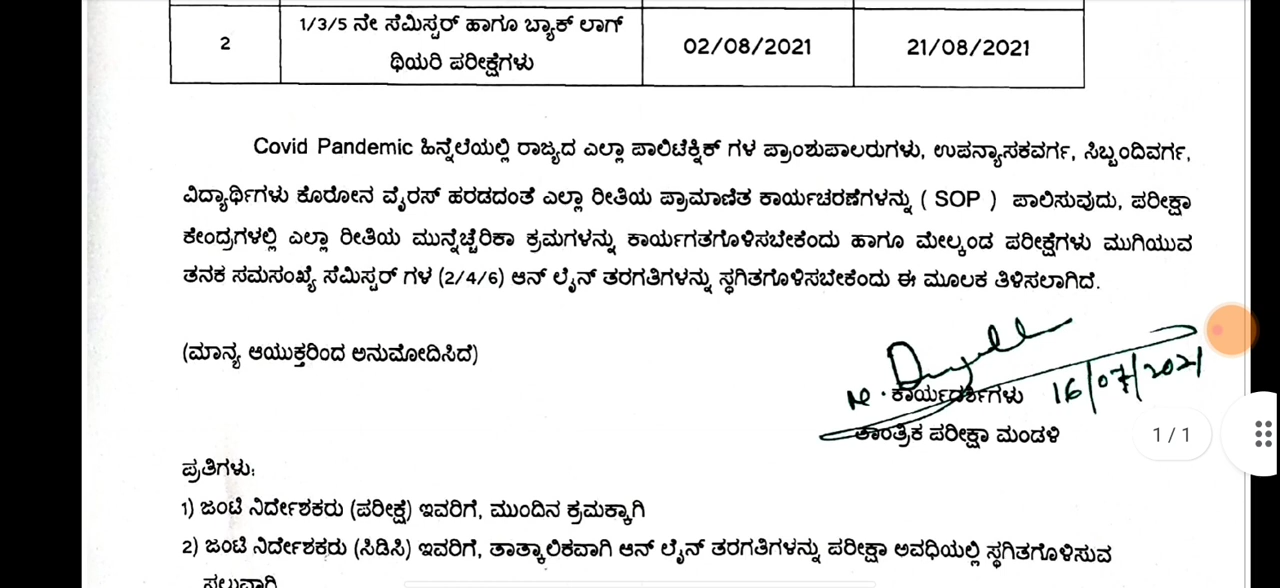 2
1/3/5 ನೇ ಸೆಮಿಸ್ಟರ್ ಹಾಗೂ ಬ್ಯಾಕ್ ಲಾಗ್
ಥಿಯರಿ ಪರೀಕ್ಷೆಗಳು
02/08/2021
21/08/2021
Covid Pandemic ಹಿನ್ನೆಲೆಯಲ್ಲಿ ರಾಜ್ಯದ ಎಲ್ಲಾ ಪಾಲಿಟೆಕ್ನಿಕ್ ಗಳ ಪ್ರಾಂಶುಪಾಲರುಗಳು, ಉಪನ್ಯಾಸಕವರ್ಗ, ಸಿಬ್ಬಂದಿವರ್ಗ,
ವಿದ್ಯಾರ್ಥಿಗಳು ಕೊರೋನ ವೈರಸ್ ಹರಡದಂತೆ ಎಲ್ಲಾ ರೀತಿಯ ಪ್ರಾಮಾಣಿತ ಕಾರ್ಯಚರಣೆಗಳನ್ನು ( SOP ) ಪಾಲಿಸುವುದು, ಪರೀಕ್ಷಾ
ಕೇಂದ್ರಗಳಲ್ಲಿ ಎಲ್ಲಾ ರೀತಿಯ ಮುನ್ನೆಚ್ಚೆರಿಕಾ ಕ್ರಮಗಳನ್ನು ಕಾರ್ಯಗತಗೊಳಿಸಬೇಕೆಂದು ಹಾಗೂ ಮೇಲ್ಕಂಡ ಪರೀಕ್ಷೆಗಳು ಮುಗಿಯುವ
ತನಕ ಸಮಸಂಖ್ಯೆ ಸೆಮಿಸ್ಟರ್ ಗಳ (2/4/6) ಆನ್ ಲೈನ್ ತರಗತಿಗಳನ್ನು ಸ್ಥಗಿತಗೊಳಿಸಬೇಕೆಂದು ಈ ಮೂಲಕ ತಿಳಿಸಲಾಗಿದೆ.
(ಮಾನ್ಯ ಆಯುಕ್ತರಿಂದ ಅನುಮೋದಿಸಿದೆ)
ಕಾರ್ಯದರ್ಶಿಗಳು 16/07/2021
ತಾಂತ್ರಿಕ ಪರೀಕ್ಷಾ ಮಂಡಳಿ
1 / 1
ಪ್ರತಿಗಳು:
1) ಜಂಟಿ ನಿರ್ದೇಶಕರು (ಪರೀಕ್ಷೆ) ಇವರಿಗೆ, ಮುಂದಿನ ಕ್ರಮಕ್ಕಾಗಿ
2) ಜಂಟಿ ನಿರ್ದೇಶಕರು (ಸಿಡಿಸಿ) ಇವರಿಗೆ, ತಾತ್ಕಾಲಿಕವಾಗಿ ಆನ್ ಲೈನ್ ತರಗತಿಗಳನ್ನು ಪರೀಕ್ಷಾ ಅವಧಿಯಲ್ಲಿ ಸ್ಥಗಿತಗೊಳಿಸುವ